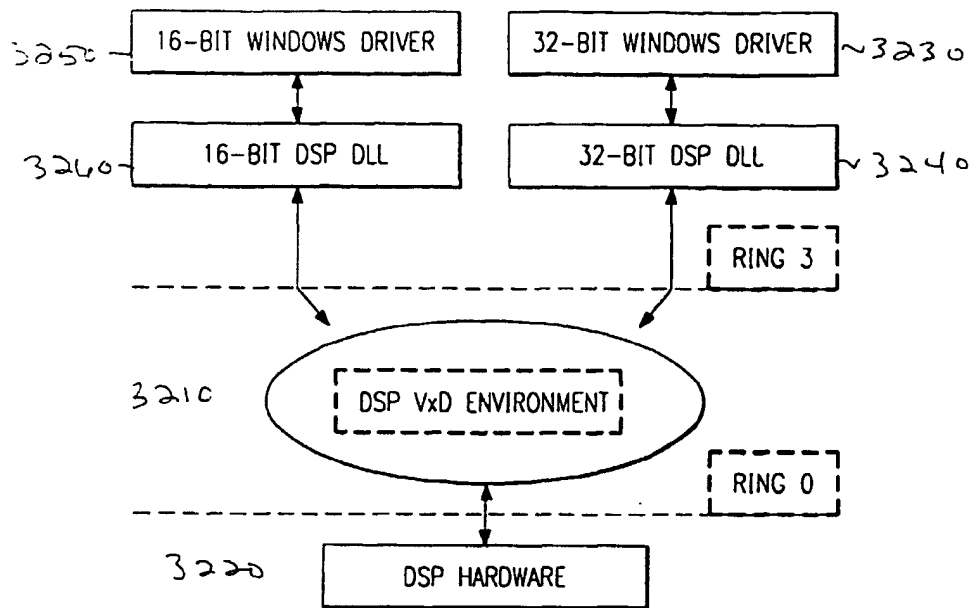 3250 16-BIT WINDOWS DRIVER 32-BIT WINDOWS DRIVER 3230
3260 16-BIT DSP DLL 32-BIT DSP DLL 3240
RING 3
3210 DSP VxD ENVIRONMENT
RING 0
3220 DSP HARDWARE